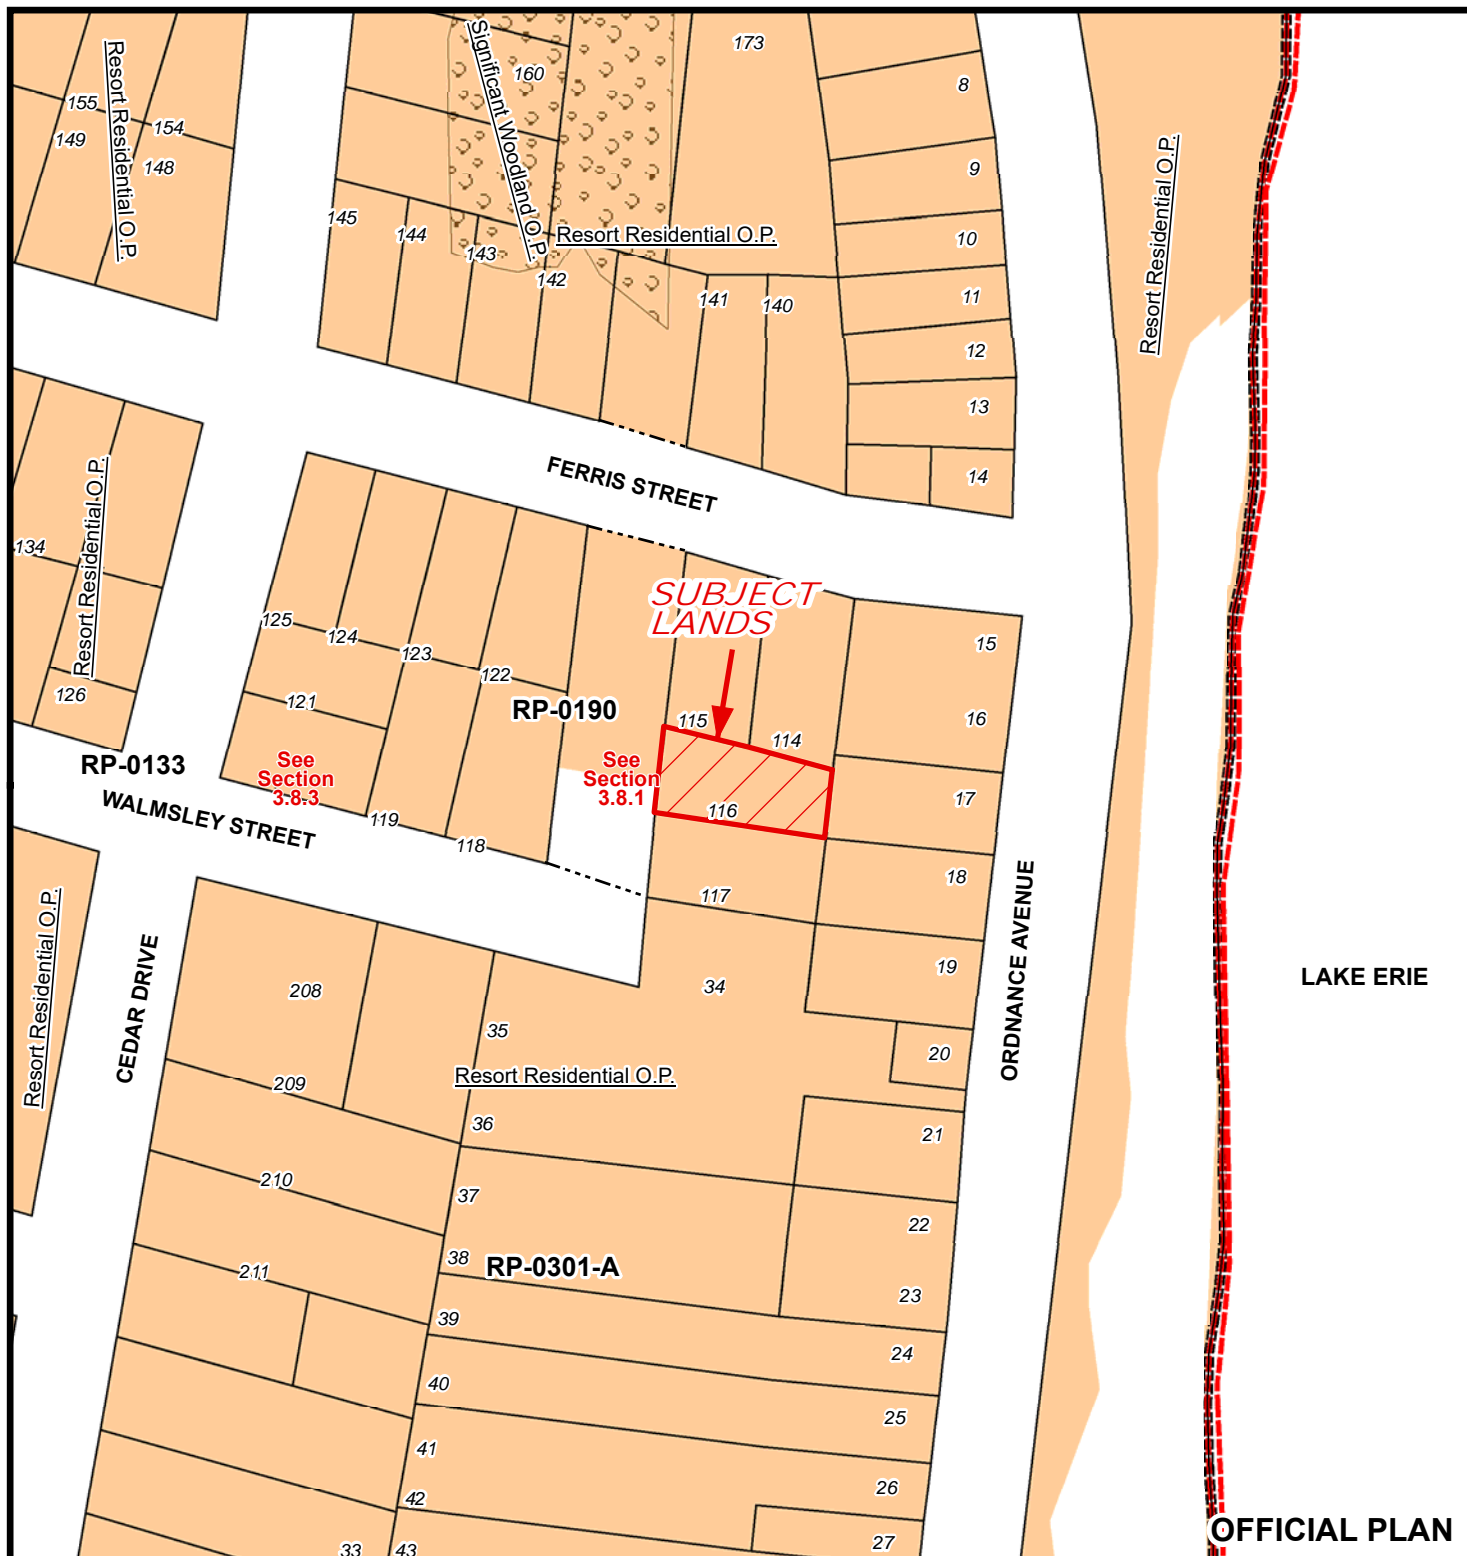 173
8
160
Significant Woodland O.P.
155
154
149
148
Resort Residential O.P.
9
145
144
143
142
Resort Residential O.P.
10
Resort Residential O.P.
141
140
11
12
13
14
FERRIS STREET
134
Resort Residential O.P.
SUBJECT
LANDS
125
124
123
122
15
126
121
RP-0190
115
114
16
RP-0133
See
Section
3.8.3
See
Section
3.8.1
116
17
WALMSLEY STREET
119
118
18
117
Resort Residential O.P.
CEDAR DRIVE
208
34
19
ORDNANCE AVENUE
LAKE ERIE
35
20
209
Resort Residential O.P.
36
21
210
37
22
211
38
RP-0301-A
23
39
24
40
25
41
26
42
27
33
43
OFFICIAL PLAN